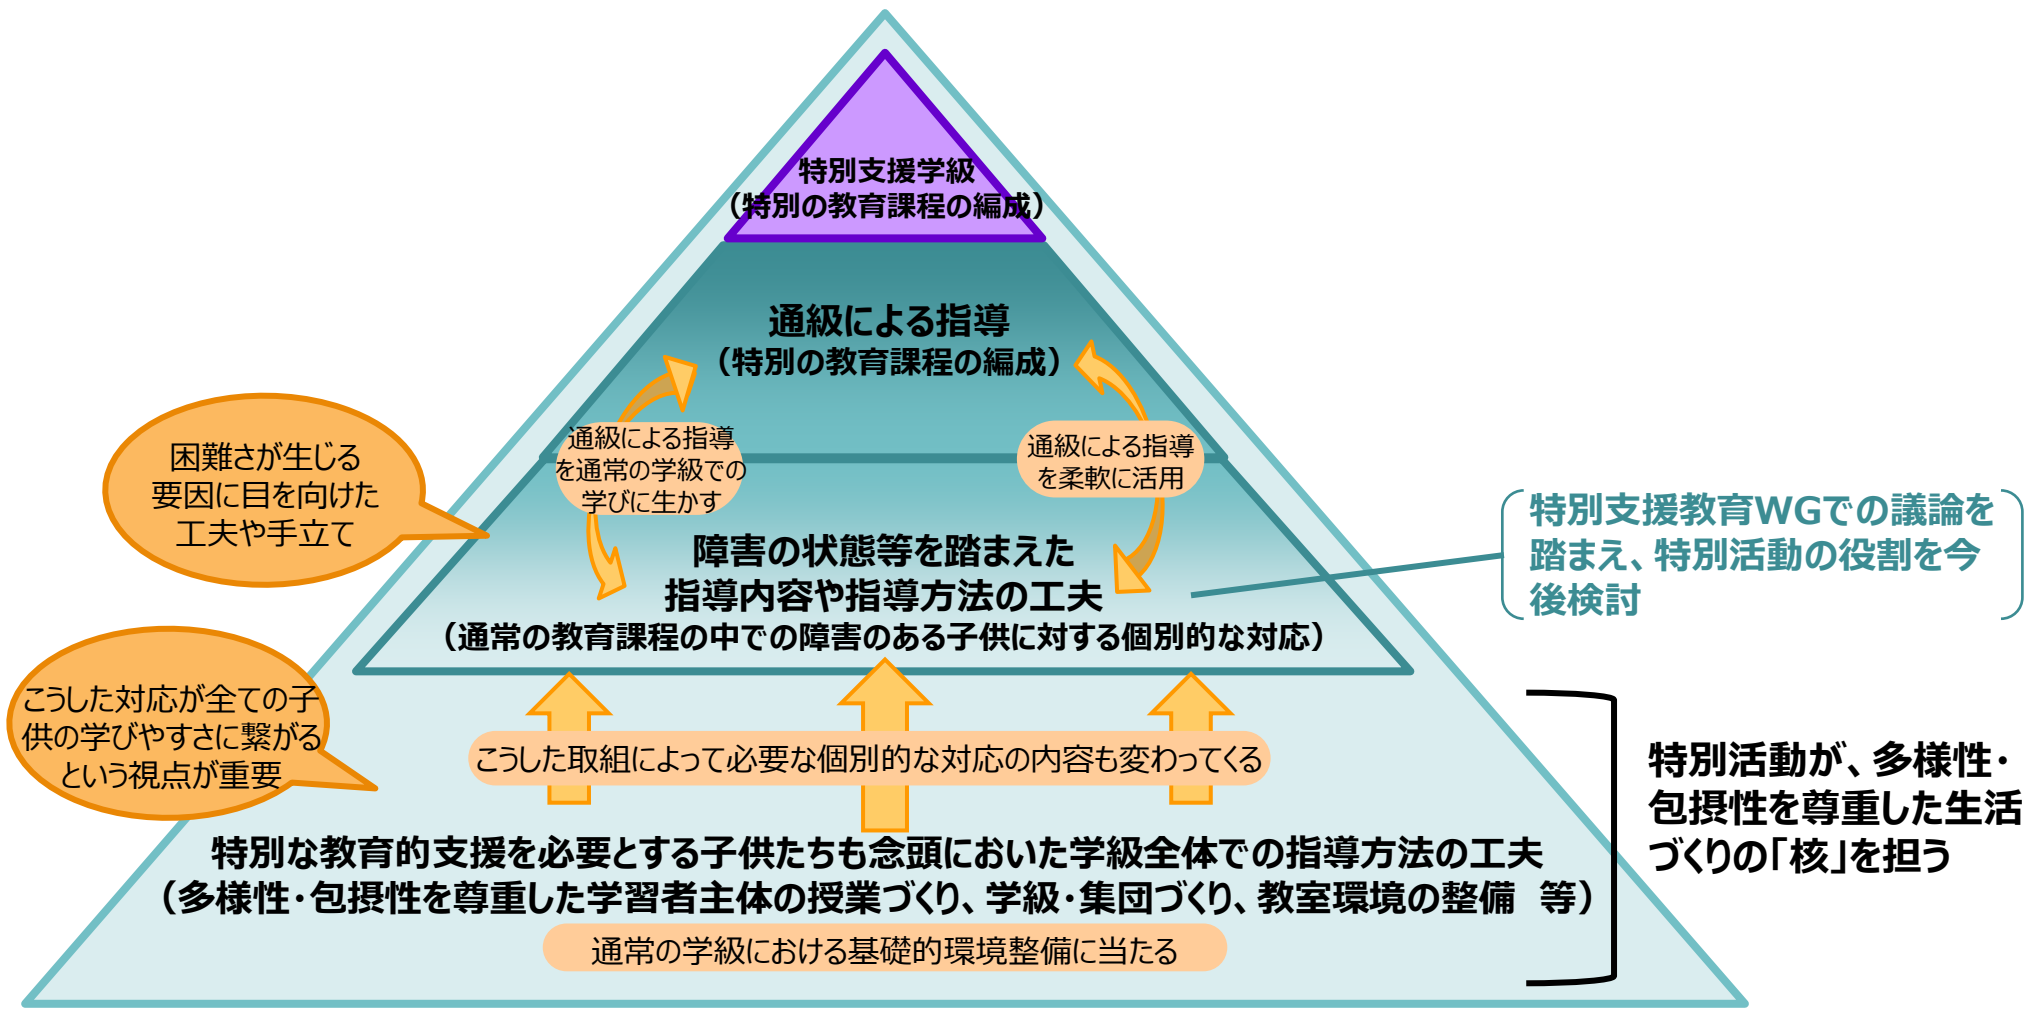 特別支援学級
（特別の教育課程の編成）
通級による指導
（特別の教育課程の編成）
通級による指導
を通常の学級での
学びに生かす
通級による指導
を柔軟に活用
困難さが生じる
要因に目を向けた
工夫や手立て
障害の状態等を踏まえた
指導内容や指導方法の工夫
（通常の教育課程の中での障害のある子供に対する個別的な対応）
特別支援教育WGでの議論を
踏まえ、特別活動の役割を今
後検討
こうした対応が全ての子
供の学びやすさに繋がる
という視点が重要
こうした取組によって必要な個別的な対応の内容も変わってくる
特別な教育的支援を必要とする子供たちも念頭においた学級全体での指導方法の工夫
（多様性・包摂性を尊重した学習者主体の授業づくり、学級・集団づくり、教室環境の整備　等）
通常の学級における基礎的環境整備に当たる
特別活動が、多様性・
包摂性を尊重した生活
づくりの「核」を担う